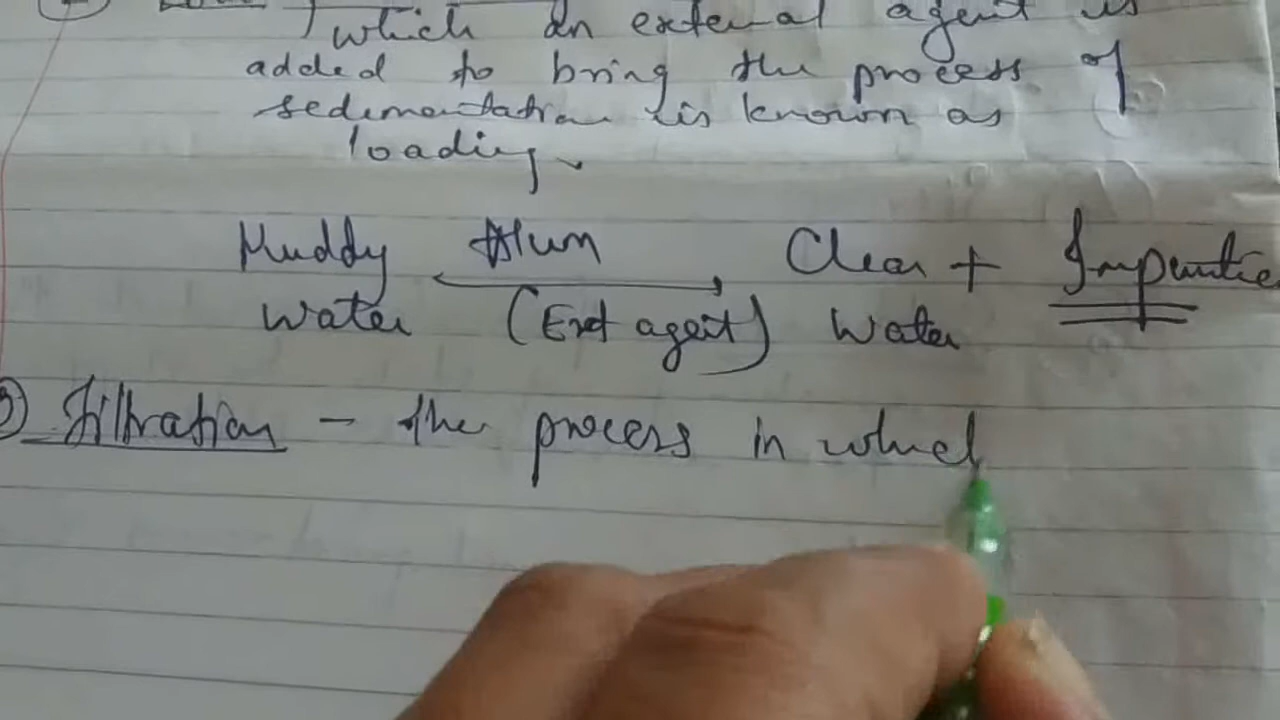 which an external agent is
added to bring the process of
sedimentation is known as
loading.
Muddy Alum Clear + Impuritie
Water (Ext agent) Water
Filtration - the process in which